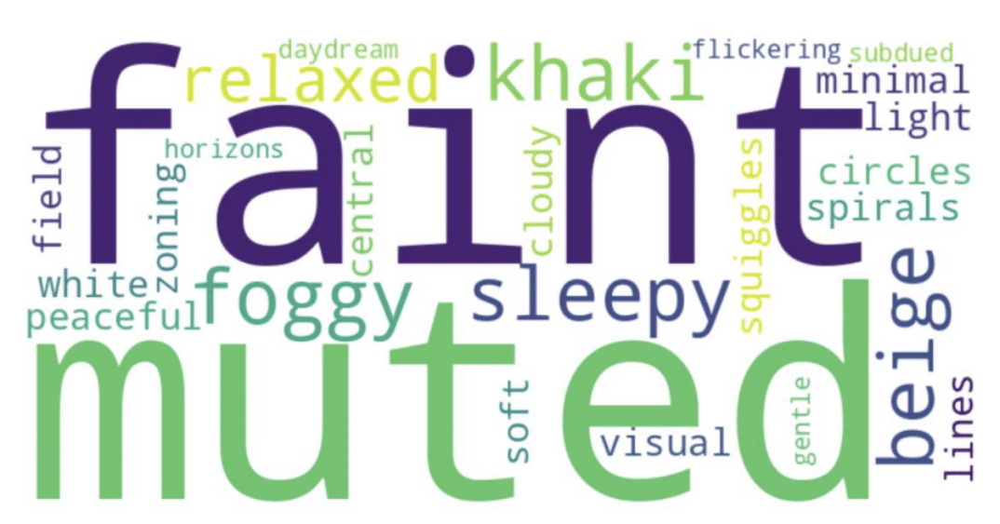 daydream
flickering
subdued
relaxed
khaki
minimal
faint
light
horizons
field
zoning
central
cloudy
squiggles
circles
spirals
white
foggy
sleepy
peaceful
beige
muted
soft
visual
gentle
lines